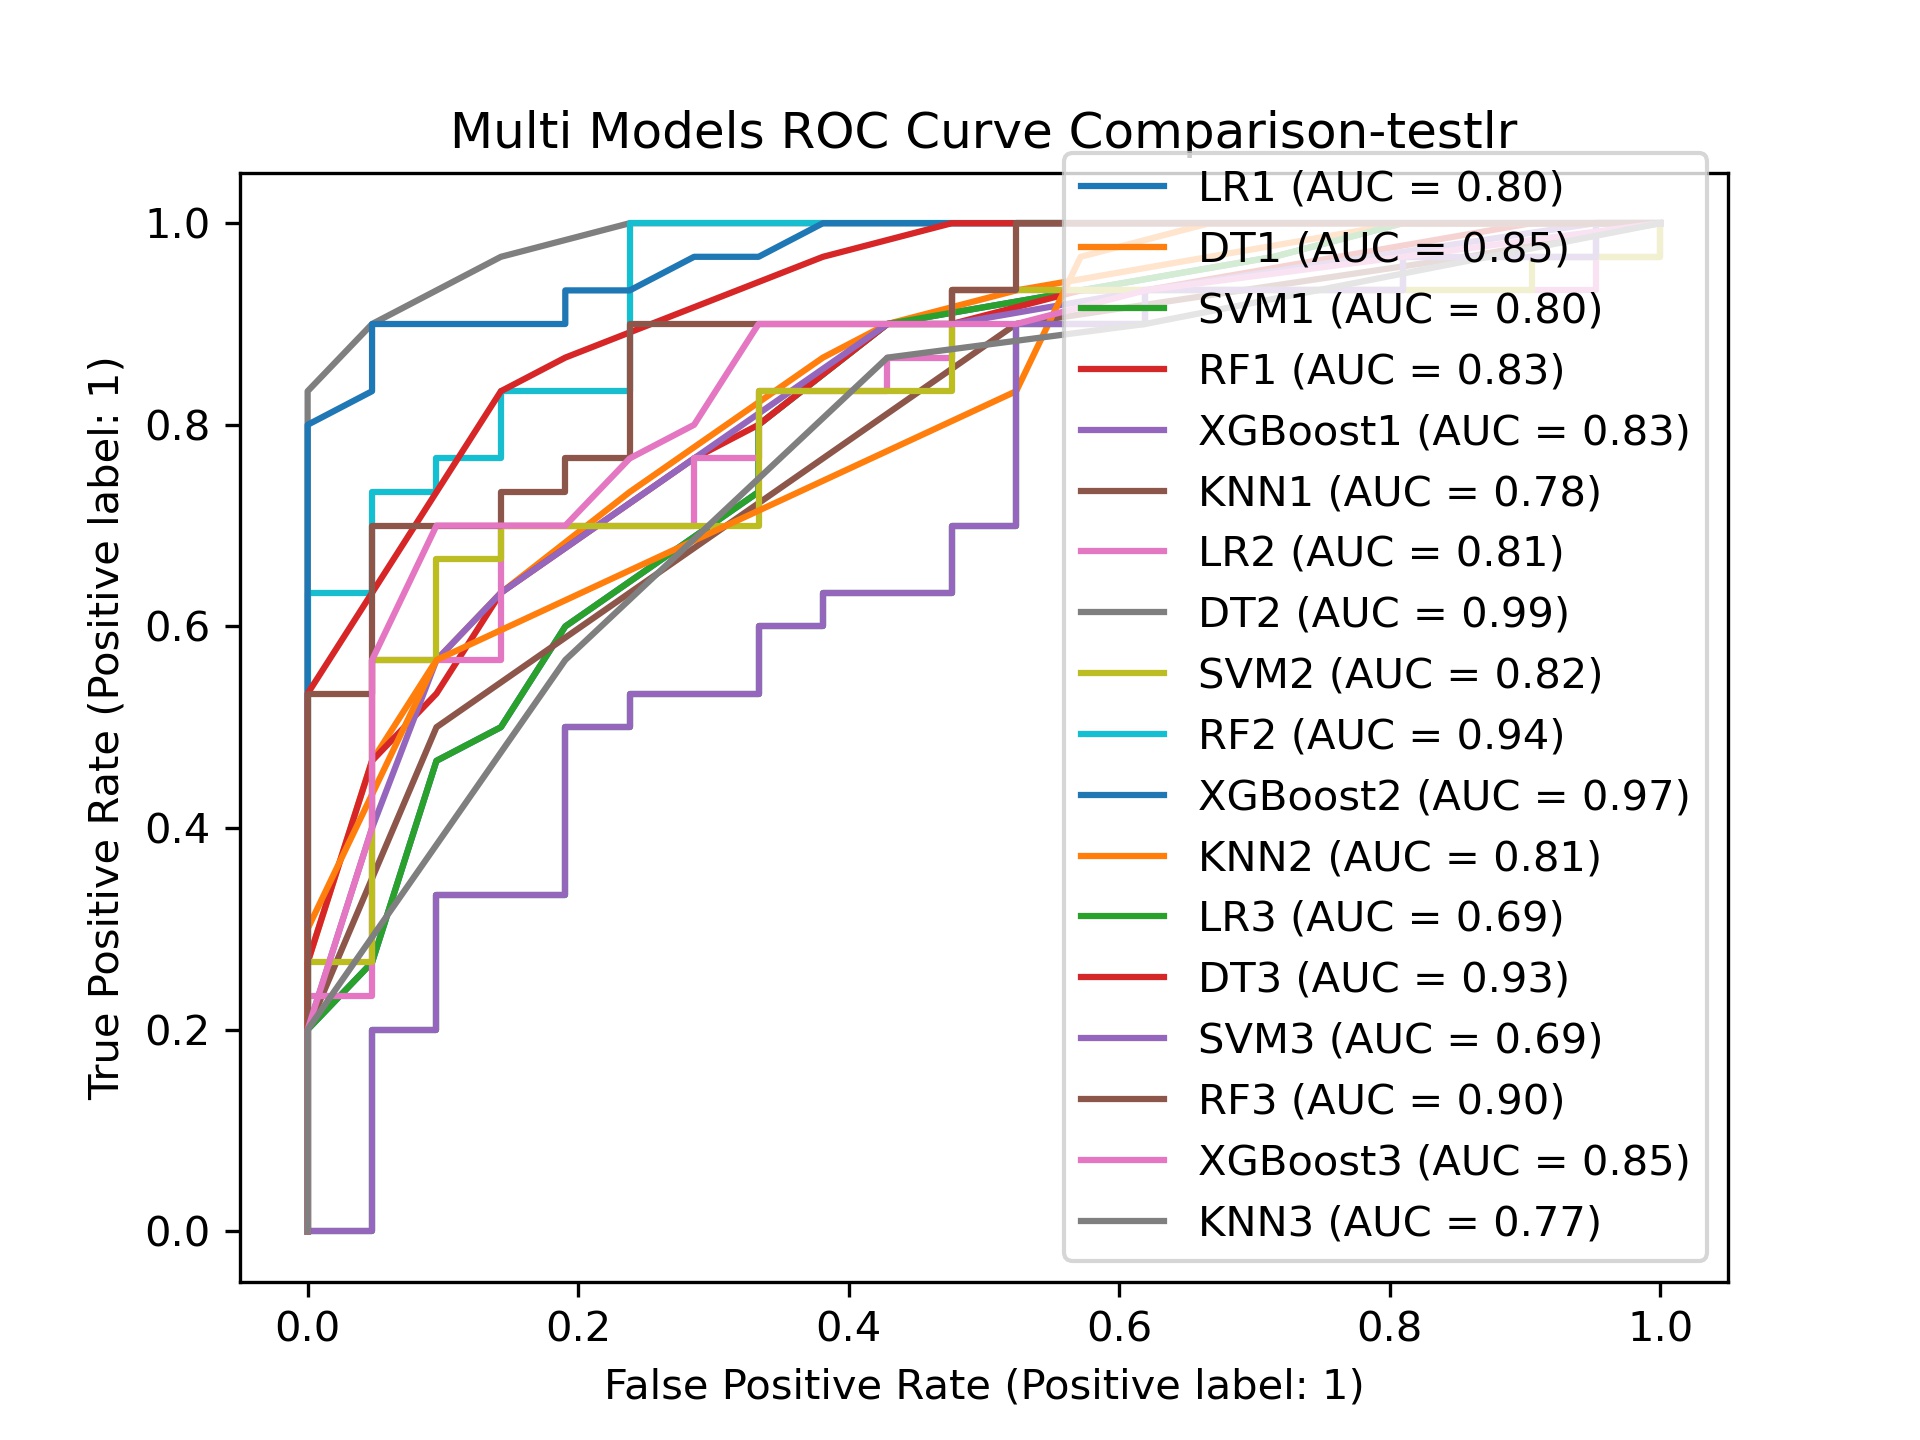 Multi Models ROC Curve Comparison-testlr
True Positive Rate (Positive label: 1)
1.0
0.8
0.6
0.4
0.2
0.0
LR1 (AUC = 0.80)
DT1 (AUC = 0.85)
SVM1 (AUC = 0.80)
RF1 (AUC = 0.83)
XGBoost1 (AUC = 0.83)
KNN1 (AUC = 0.78)
LR2 (AUC = 0.81)
DT2 (AUC = 0.99)
SVM2 (AUC = 0.82)
RF2 (AUC = 0.94)
XGBoost2 (AUC = 0.97)
KNN2 (AUC = 0.81)
LR3 (AUC = 0.69)
DT3 (AUC = 0.93)
SVM3 (AUC = 0.69)
RF3 (AUC = 0.90)
XGBoost3 (AUC = 0.85)
KNN3 (AUC = 0.77)
0.0 0.2 0.4 0.6 0.8 1.0
False Positive Rate (Positive label: 1)